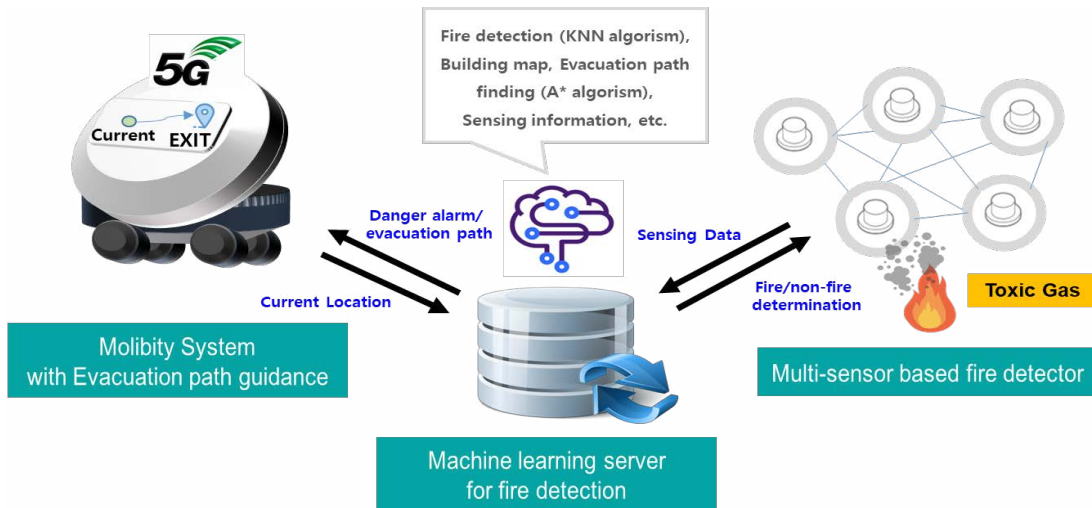 5G
Current
EXIT
Fire detection (KNN algorism),
Building map, Evacuation path
finding (A* algorism),
Sensing information, etc.
Danger alarm/
evacuation path
Current Location
Sensing Data
Fire/non-fire
determination
Toxic Gas
Molibity System
with Evacuation path guidance
Machine learning server
for fire detection
Multi-sensor based fire detector